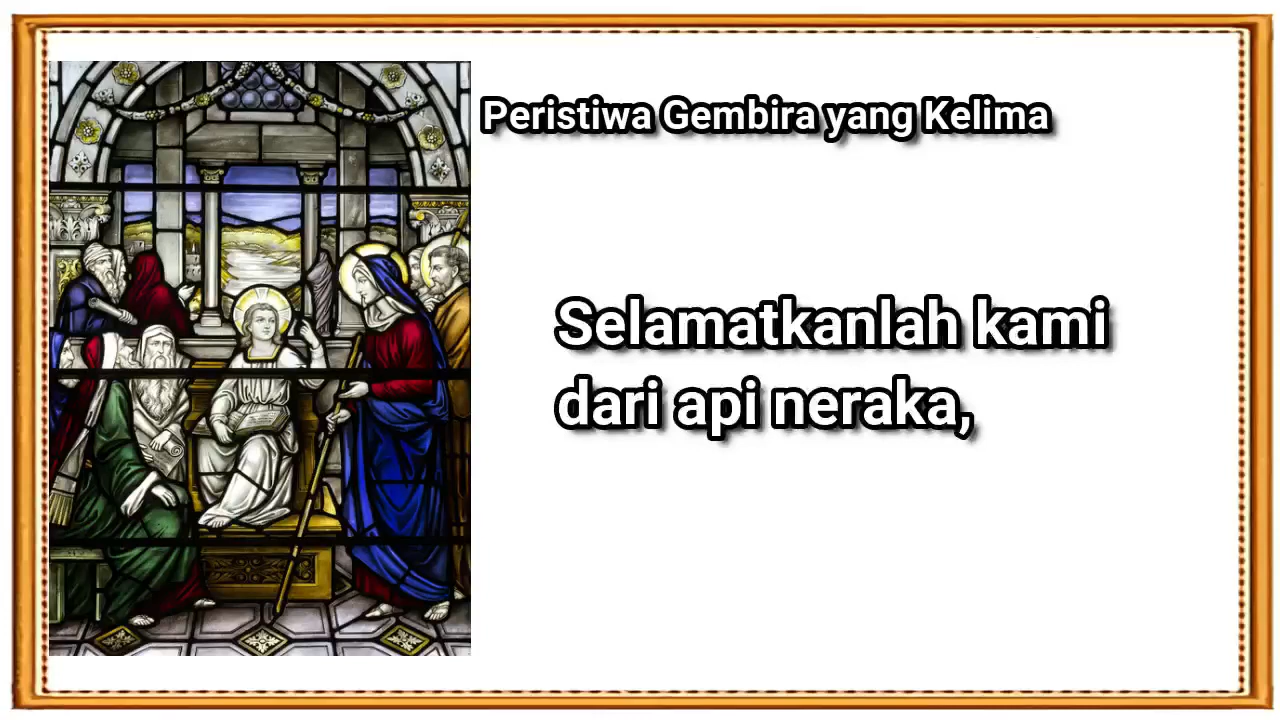 Peristiwa Gembira yang Kelima
Selamatkanlah kami
dari api neraka,